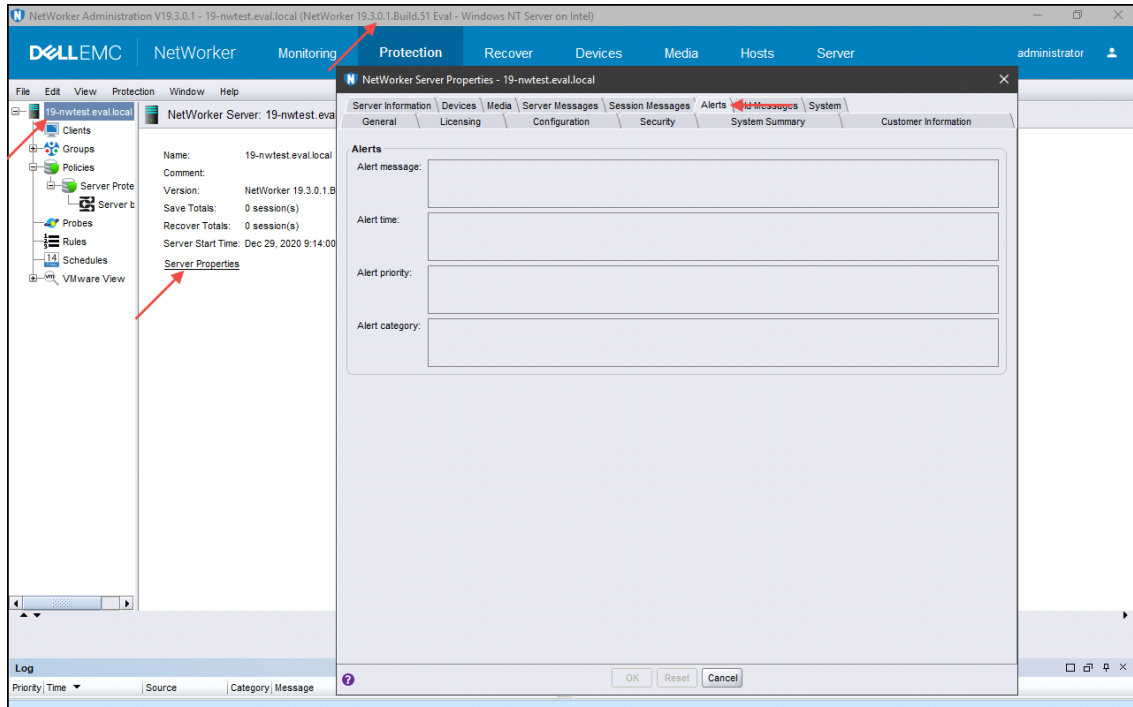 NetWorker Administration V19.3.0.1 - 19-nwtest.eval.local (NetWorker 19.3.0.1.Build.51 Eval - Windows NT Server on Intel)
DELLEMC NetWorker Monitoring Protection Recover Devices Media Hosts Server administrator
NetWorker Server Properties - 19-nwtest.eval.local
File Edit View Protection Window Help
Server Information Devices Media Server Messages Session Messages Alerts Messages System
General Licensing Configuration Security System Summary Customer Information
19-nwtest.eval.local
Clients
Groups
Policies
Server Prote
Server b
Probes
Rules
14 Schedules
vm VMware View
NetWorker Server: 19-nwtest.eva
Name: 19-nwtest.eval.local
Comment:
Version: NetWorker 19.3.0.1.B
Save Totals: 0 session(s)
Recover Totals: 0 session(s)
Server Start Time: Dec 29, 2020 9:14:00
Server Properties
Alerts
Alert message:
Alert time:
Alert priority:
Alert category:
OK Reset Cancel
Log
Priority Time Source Category Message